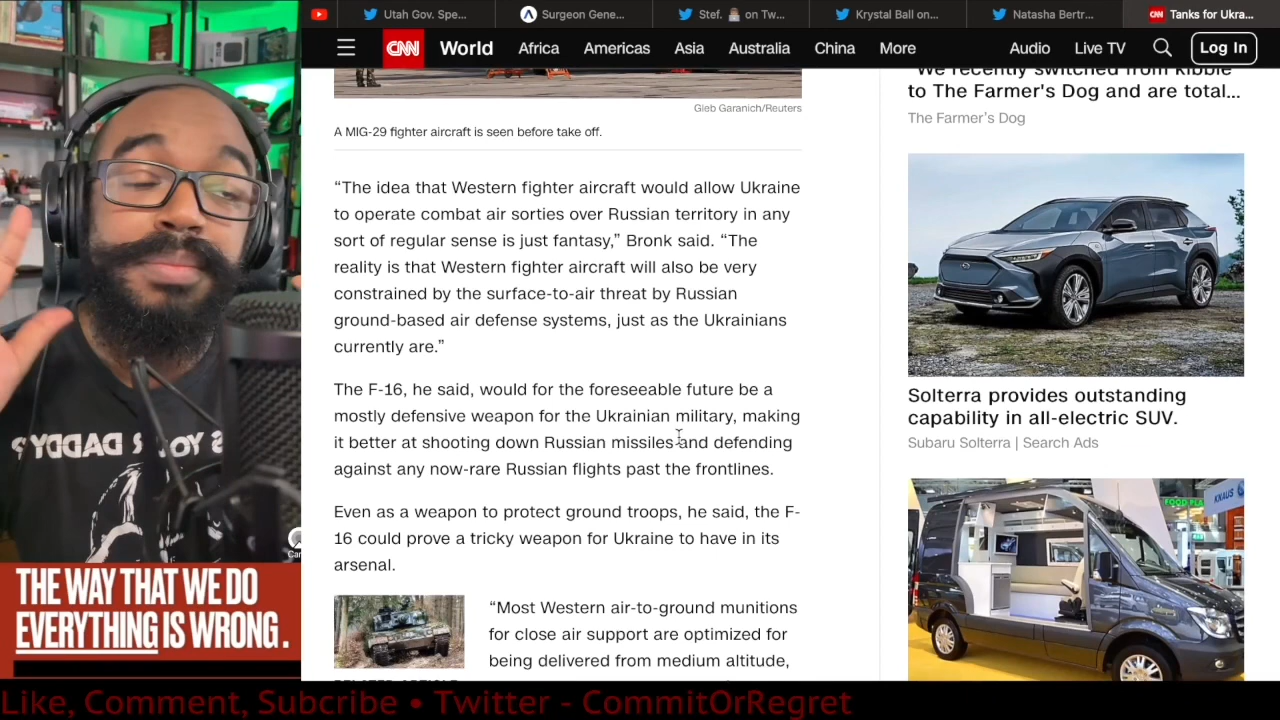 Utah Gov. Spe...
Surgeon Gene...
Stef. on Tw...
Krystal Ball on...
Natasha Bertr...
CNN
Tanks for Ukra...
CNN World Africa Americas Asia Australia China More Audio Live TV Log In
Gleb Garanich/Reuters
A MIG-29 fighter aircraft is seen before take off.
“The idea that Western fighter aircraft would allow Ukraine
to operate combat air sorties over Russian territory in any
sort of regular sense is just fantasy,” Bronk said. “The
reality is that Western fighter aircraft will also be very
constrained by the surface-to-air threat by Russian
ground-based air defense systems, just as the Ukrainians
currently are.”
The F-16, he said, would for the foreseeable future be a
mostly defensive weapon for the Ukrainian military, making
it better at shooting down Russian missiles and defending
against any now-rare Russian flights past the frontlines.
Even as a weapon to protect ground troops, he said, the F-
16 could prove a tricky weapon for Ukraine to have in its
arsenal.
“Most Western air-to-ground munitions
for close air support are optimized for
being delivered from medium altitude,
"We recently switched from Kibble
to The Farmer's Dog and are total...
The Farmer's Dog
Solterra provides outstanding
capability in all-electric SUV.
Subaru Solterra | Search Ads
KNAUS
DADDY?
THE WAY THAT WE DO
EVERYTHING IS WRONG.
Like, Comment, Subcribe • Twitter - CommitOrRegret